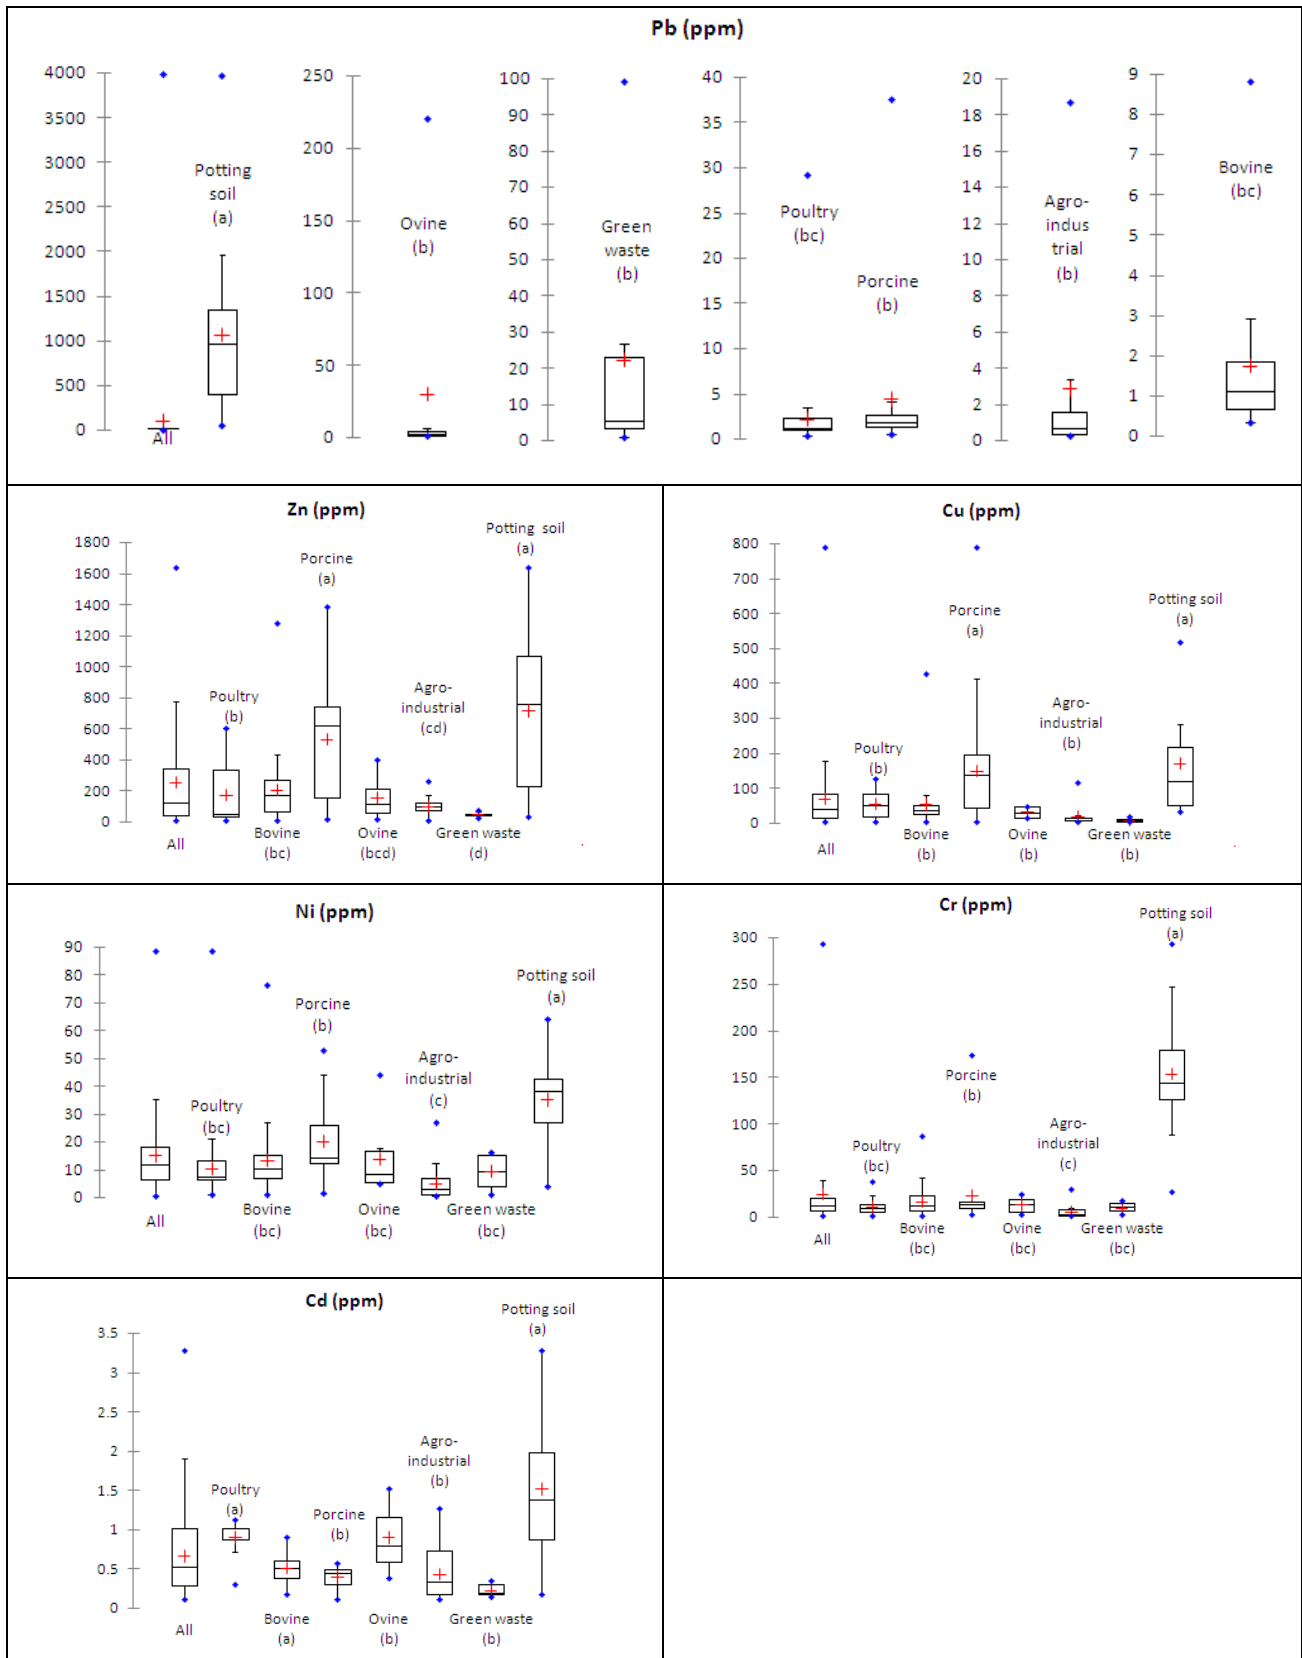 Pb (ppm)
4000
3500
3000
2500
2000
1500
1000
500
0
All
Potting
soil
(a)
250
200
150
100
50
0
Ovine
(b)
100
90
80
70
60
50
40
30
20
10
0
Green
waste
(b)
40
35
30
25
20
15
10
5
0
Poultry
(bc)
Porcine
(b)
20
18
16
14
12
10
8
6
4
2
0
Agro-
indus
trial
(b)
9
8
7
6
5
4
3
2
1
0
Bovine
(bc)
Zn (ppm)
1800
1600
1400
1200
1000
800
600
400
200
0
All
Poultry
(b)
Bovine
(bc)
Porcine
(a)
Ovine
(bcd)
Agro-
industrial
(cd)
Green waste
(d)
Potting soil
(a)
Cu (ppm)
800
700
600
500
400
300
200
100
0
All
Poultry
(b)
Bovine
(b)
Porcine
(a)
Ovine
(b)
Agro-
industrial
(b)
Green waste
(b)
Potting soil
(a)
Ni (ppm)
90
80
70
60
50
40
30
20
10
0
All
Poultry
(bc)
Bovine
(bc)
Porcine
(b)
Ovine
(bc)
Agro-
industrial
(c)
Green waste
(bc)
Potting soil
(a)
Cr (ppm)
300
250
200
150
100
50
0
All
Poultry
(bc)
Bovine
(bc)
Porcine
(b)
Ovine
(bc)
Agro-
industrial
(c)
Green waste
(bc)
Potting soil
(a)
Cd (ppm)
3.5
3
2.5
2
1.5
1
0.5
0
All
Poultry
(a)
Bovine
(a)
Porcine
(b)
Ovine
(b)
Agro-
industrial
(b)
Green waste
(b)
Potting soil
(a)